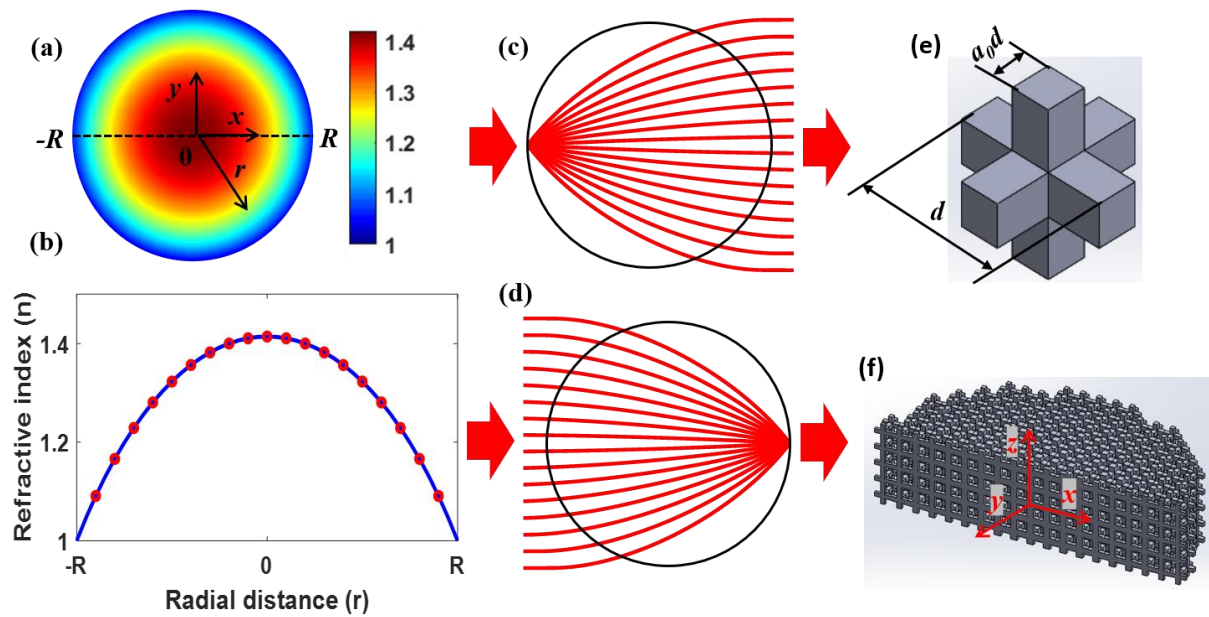 (a)
y
x
-R
0
R
r
1.4
1.3
1.2
1.1
1
(b)
Refractive index (n)
1.4
1.2
1
-R
0
R
Radial distance (r)
(c)
(d)
(e)
a₀d
d
(f)
z
y
x